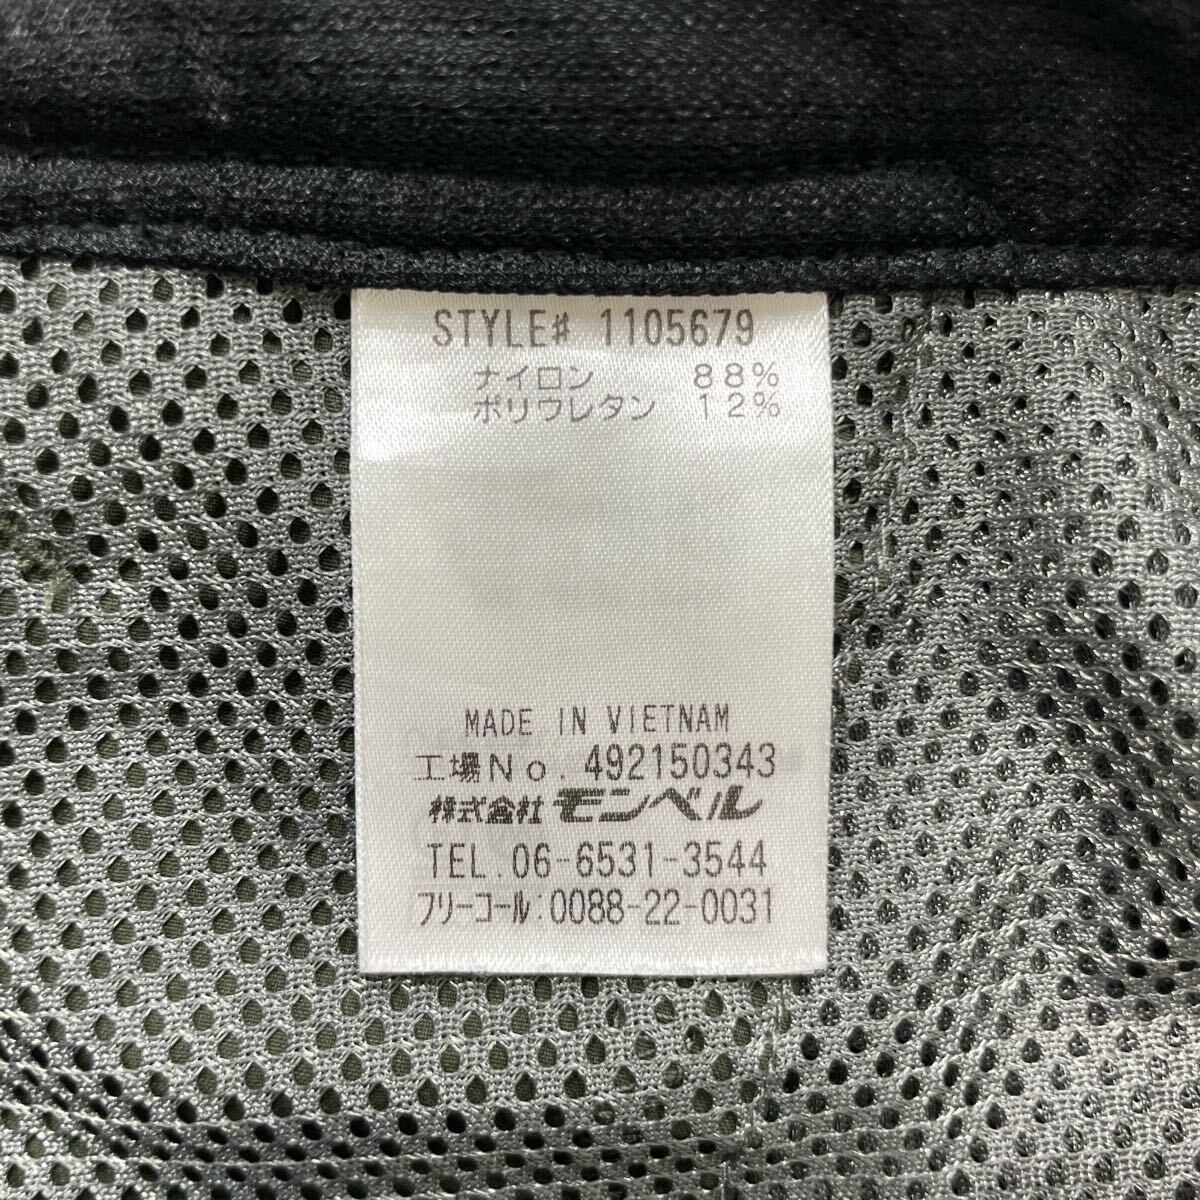 STYLE# 1105679
ナイロン 88%
ポリウレタン 12%
MADE IN VIETNAM
工場No. 492150343
株式会社 モンベル
TEL. 06-6531-3544
フリーコール:0088-22-0031